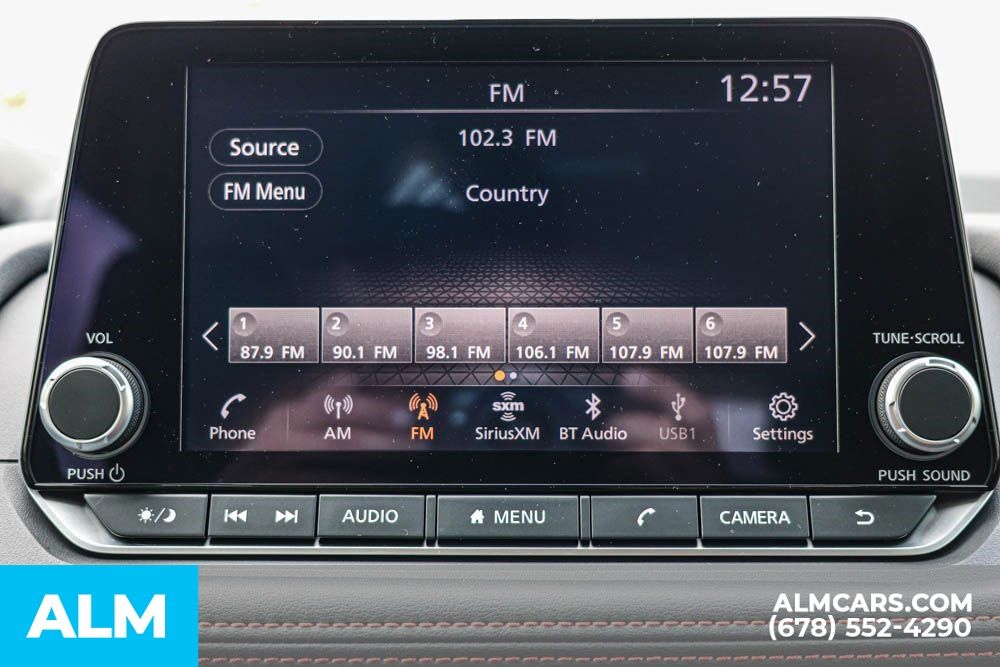 FM
12:57
Source
102.3 FM
FM Menu
Country
1 2 3 4 5 6
87.9 FM 90.1 FM 98.1 FM 106.1 FM 107.9 FM 107.9 FM
VOL
TUNE·SCROLL
sxm
Phone AM FM SiriusXM BT Audio USB1 Settings
PUSH
PUSH SOUND
AUDIO MENU CAMERA
ALM
ALMCARS.COM
(678) 552-4290